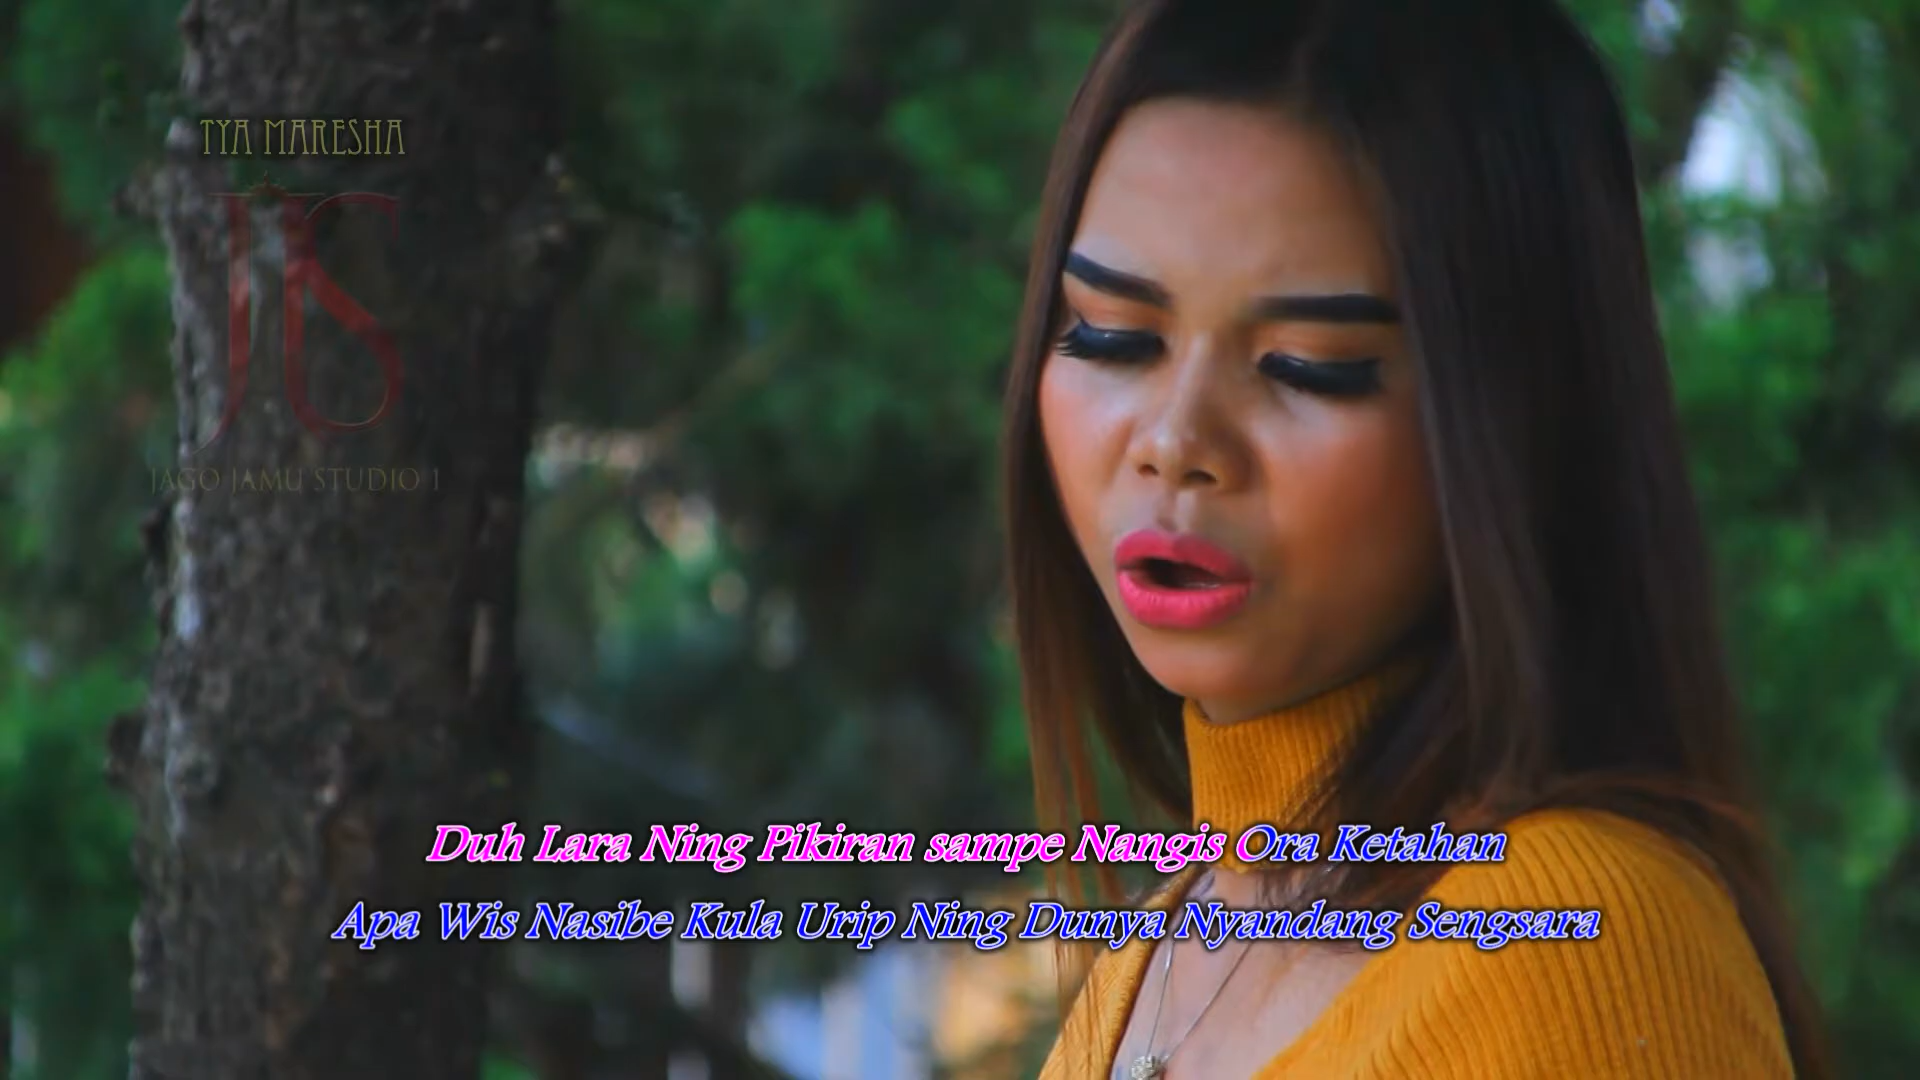 TYA MARESHA
JS
JAGO JAMU STUDIO 1
Duh Lara Ning Pikiran sampe Nangis Ora Ketahan
Apa Wis Nasibe Kula Urip Ning Dunya Nyandang Sengsara